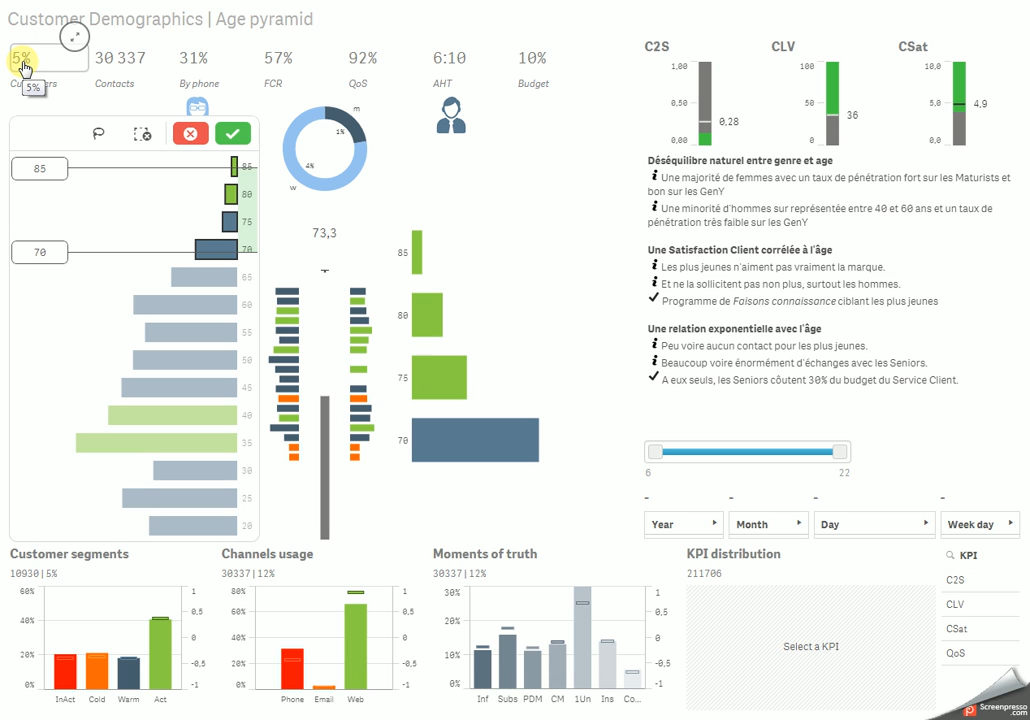 Customer Demographics | Age pyramid
5% 30 337 31% 57% 92% 6:10 10%
Customers Contacts By phone FCR QoS AHT Budget
5%
C2S CLV CSat
1,00 100 10,0
0,50 50 5,0
0,00 0 0,0
0,28 36 4,9
85
70
85
80
75
70
65
60
55
50
45
40
35
30
25
20
m
1%
4%
w
73,3
85
80
75
70
Déséquilibre naturel entre genre et age
Une majorité de femmes avec un taux de pénétration fort sur les Maturists et
bon sur les GenY
Une minorité d'hommes sur représentée entre 40 et 60 ans et un taux de
pénétration très faible sur les GenY
Une Satisfaction Client corrélée à l'âge
Les plus jeunes n'aiment pas vraiment la marque.
Et ne la sollicitent pas non plus, surtout les hommes.
Programme de Faisons connaissance ciblant les plus jeunes
Une relation exponentielle avec l'âge
Peu voire aucun contact pour les plus jeunes.
Beaucoup voire énormément d'échanges avec les Seniors.
A eux seuls, les Seniors côutent 30% du budget du Service Client.
6 22
- - - -
Year Month Day Week day
Customer segments
10930|5%
60% 1
40% 0,5
0
20% -0,5
0% -1
InAct Cold Warm Act
Channels usage
30337|12%
80% 1
60% 0,5
40% 0
20% -0,5
0% -1
Phone Email Web
Moments of truth
30337|12%
30% 1
0,5
20% 0
10% -0,5
0% -1
Inf Subs PDM CM 1Un Ins Co...
KPI distribution
211706
Select a KPI
KPI
C2S
CLV
CSat
QoS
Screenpresso
.com